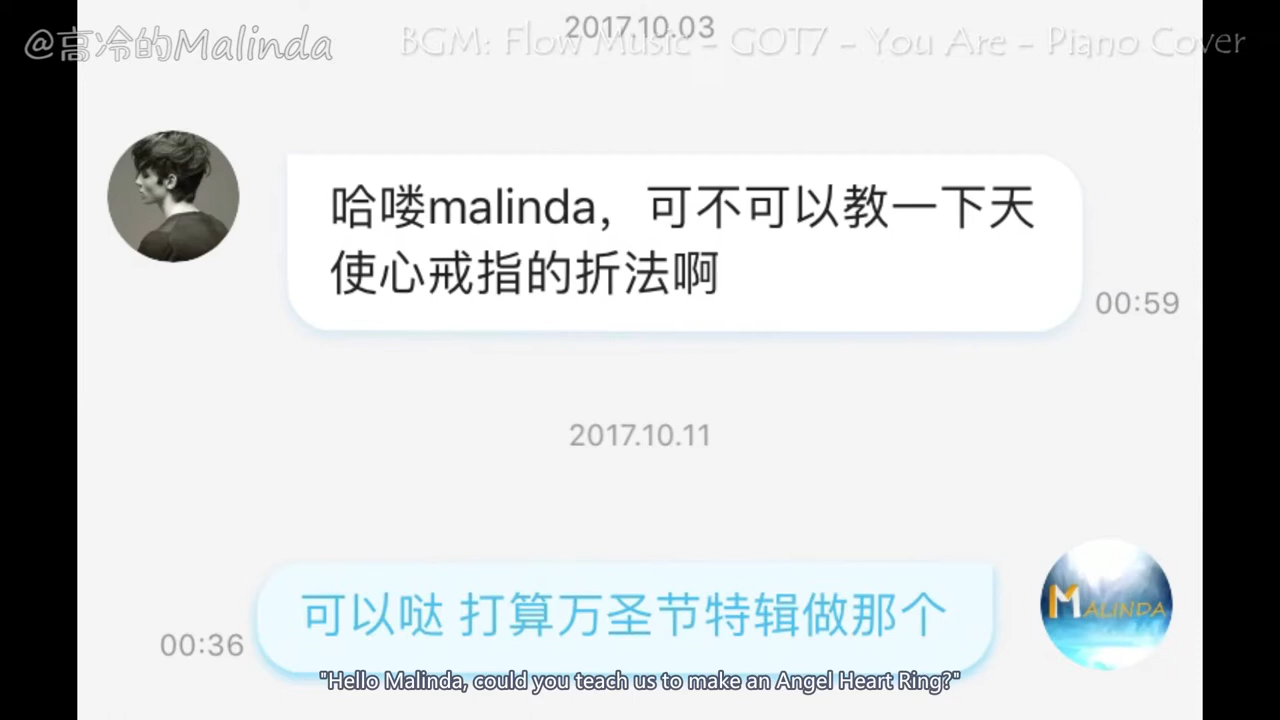 2017.10.03
@高冷的Malinda
BGM: Flow Music - GOT7 - You Are - Piano Cover
哈喽malinda，可不可以教一下天
使心戒指的折法啊
00:59
2017.10.11
可以哒 打算万圣节特辑做那个
MALINDA
00:36
"Hello Malinda, could you teach us to make an Angel Heart Ring?"